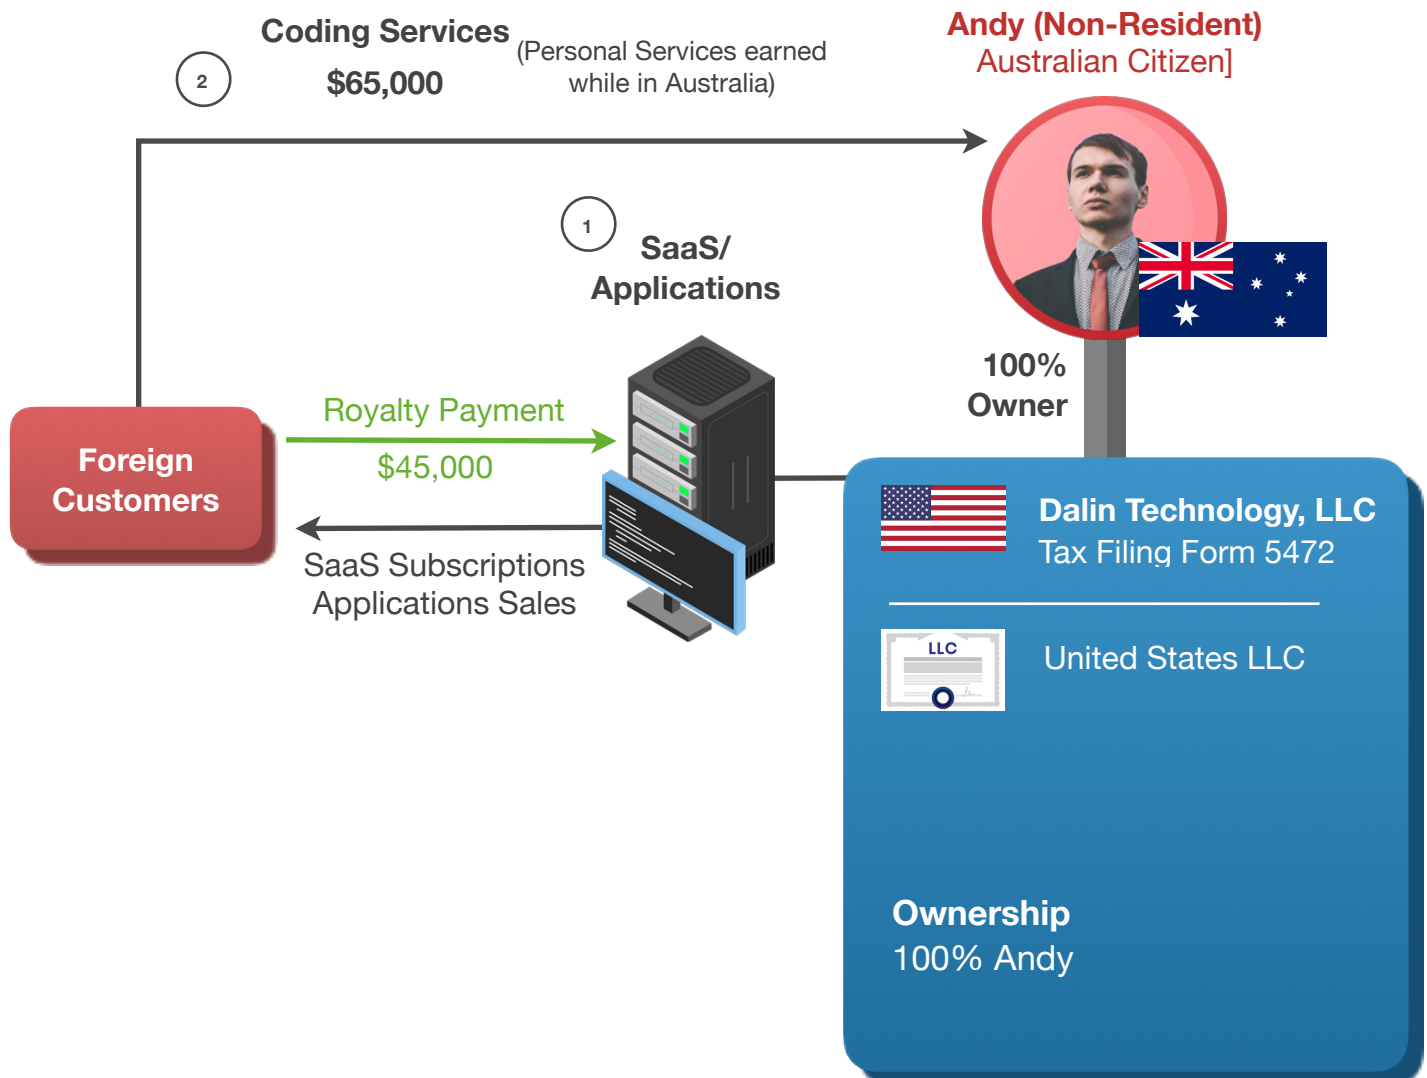 Coding Services
$65,000
(Personal Services earned
while in Australia)
2
Andy (Non-Resident)
Australian Citizen]
1
SaaS/
Applications
100%
Owner
Royalty Payment
$45,000
Foreign
Customers
SaaS Subscriptions
Applications Sales
Dalin Technology, LLC
Tax Filing Form 5472
LLC
United States LLC
Ownership
100% Andy